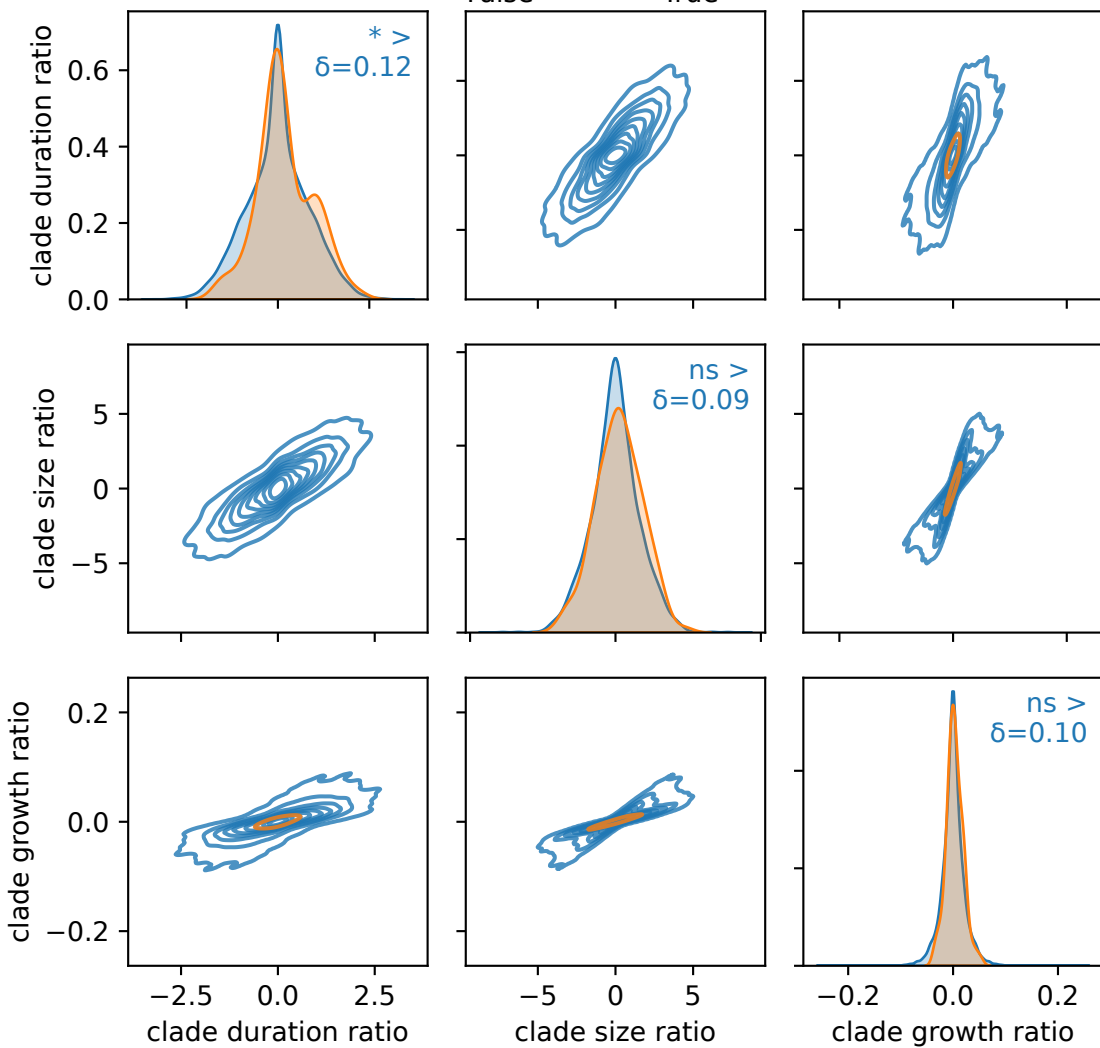 clade duration ratio
0.6
0.4
0.2
0.0
* >
δ=0.12
clade size ratio
5
0
−5
ns >
δ=0.09
clade growth ratio
0.2
0.0
−0.2
ns >
δ=0.10
−2.5 0.0 2.5
−5 0 5
−0.2 0.0 0.2
clade duration ratio
clade size ratio
clade growth ratio